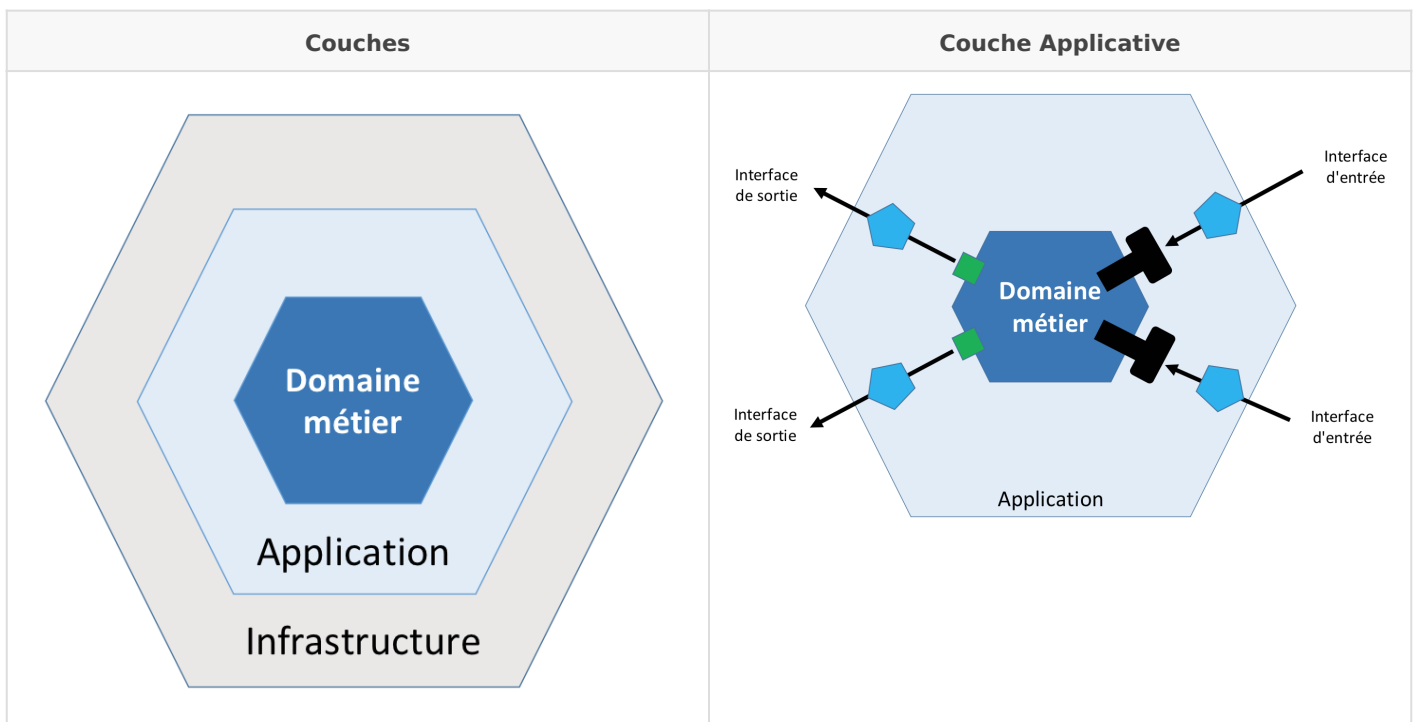 Couches
Couche Applicative
Domaine
métier
Application
Infrastructure
Interface
de sortie
Interface
d'entrée
Domaine
métier
Interface
de sortie
Interface
d'entrée
Application